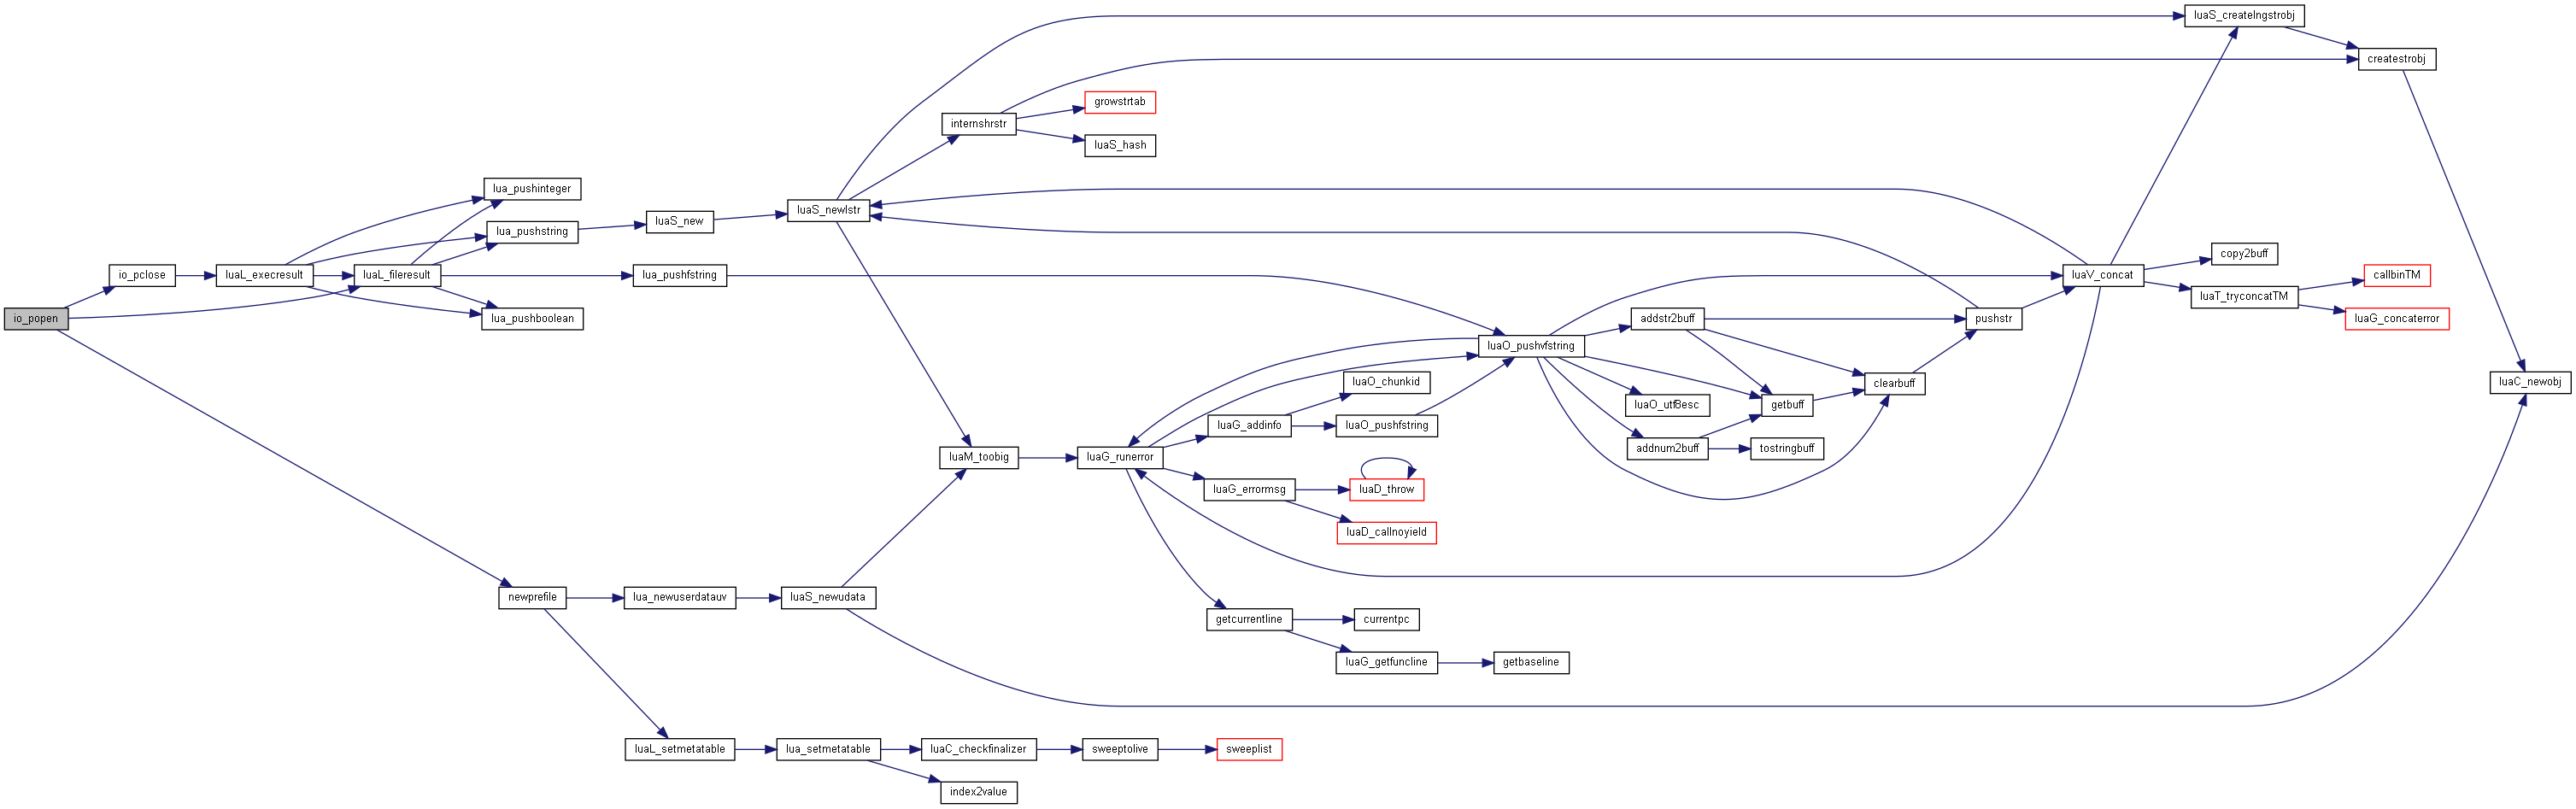 luaS_createlngstrobj
createstrobj
growstrtab
internshrstr
luaS_hash
lua_pushinteger
luaS_newlstr
luaS_new
lua_pushstring
copy2buff
io_pclose
luaL_execresult
luaL_fileresult
lua_pushfstring
luaV_concat
callbinTM
luaT_tryconcatTM
io_popen
lua_pushboolean
addstr2buff
pushstr
luaG_concaterror
luaO_pushvfstring
luaO_chunkid
clearbuff
luaC_newobj
luaO_utf8esc
getbuff
luaG_addinfo
luaO_pushfstring
addnum2buff
tostringbuff
luaM_toobig
luaG_runerror
luaG_errormsg
luaD_throw
luaD_callnoyield
newprefile
lua_newuserdatauv
luaS_newudata
getcurrentline
currentpc
luaG_getfuncline
getbaseline
luaL_setmetatable
lua_setmetatable
luaC_checkfinalizer
sweeptolive
sweeplist
index2value